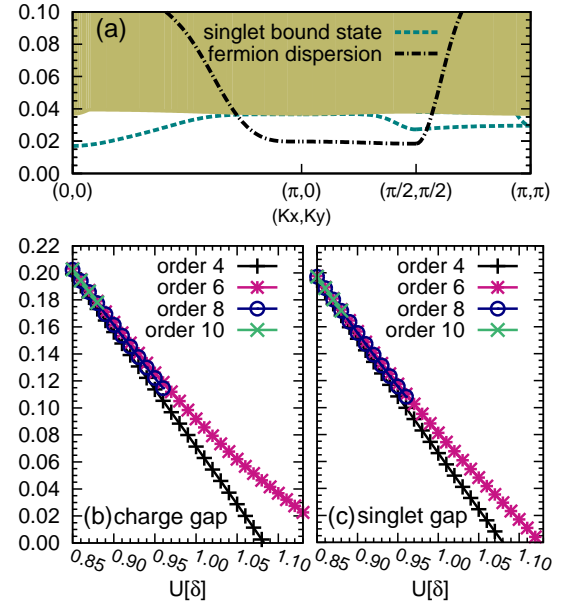 (a)
singlet bound state
fermion dispersion
0.10
0.08
0.06
0.04
0.02
0.00
(0,0) (π,0) (π/2,π/2) (π,π)
(Kx,Ky)
0.22
0.20
0.18
0.16
0.14
0.12
0.10
0.08
0.06
0.04
0.02
0.00
order 4
order 6
order 8
order 10
(b) charge gap
0.85 0.90 0.95 1.00 1.05 1.10
U[δ]
order 4
order 6
order 8
order 10
(c) singlet gap
0.85 0.90 0.95 1.00 1.05 1.10
U[δ]